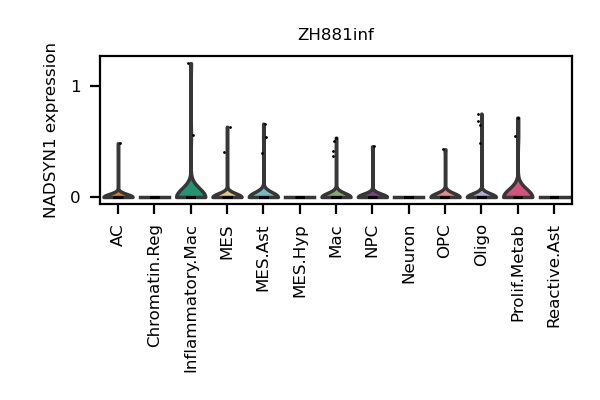 ZH881inf
NADSYN1 expression
1
0
AC
Chromatin.Reg
Inflammatory.Mac
MES
MES.Ast
MES.Hyp
Mac
NPC
Neuron
OPC
Oligo
Prolif.Metab
Reactive.Ast